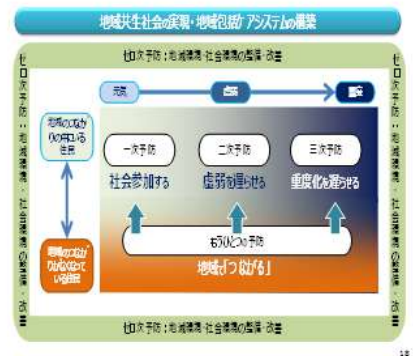 地域共生社会の実現・地域包括ケアシステムの構築
ゼロ次予防：地域環境・社会環境の整備・改善
ゼロ次予防：地域環境・社会環境の整備・改善
ゼロ次予防：地域環境・社会環境の整備・改善
元気
虚弱
重度
地域のつなが
りの中にいる
住民
一次予防
二次予防
三次予防
社会参加する
虚弱を遅らせる
重度化を遅らせる
もうひとつの予防
地域で「つながる」
地域のつなが
りがなくなって
いる住民
ゼロ次予防：地域環境・社会環境の整備・改善
18